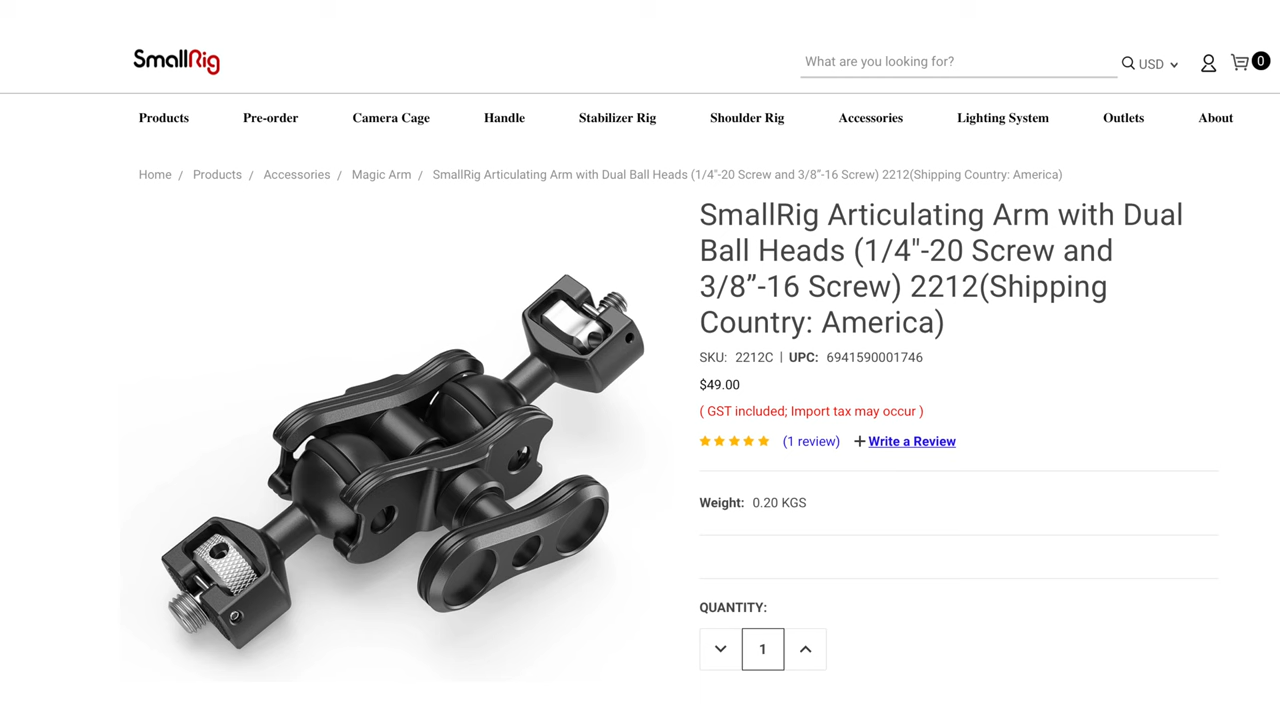 SmallRig
What are you looking for?
USD
0
Products Pre-order Camera Cage Handle Stabilizer Rig Shoulder Rig Accessories Lighting System Outlets About
Home / Products / Accessories / Magic Arm / SmallRig Articulating Arm with Dual Ball Heads (1/4"-20 Screw and 3/8”-16 Screw) 2212(Shipping Country: America)
SmallRig Articulating Arm with Dual
Ball Heads (1/4"-20 Screw and
3/8”-16 Screw) 2212(Shipping
Country: America)
SKU: 2212C | UPC: 6941590001746
$49.00
( GST included; Import tax may occur )
(1 review) + Write a Review
Weight: 0.20 KGS
QUANTITY:
1